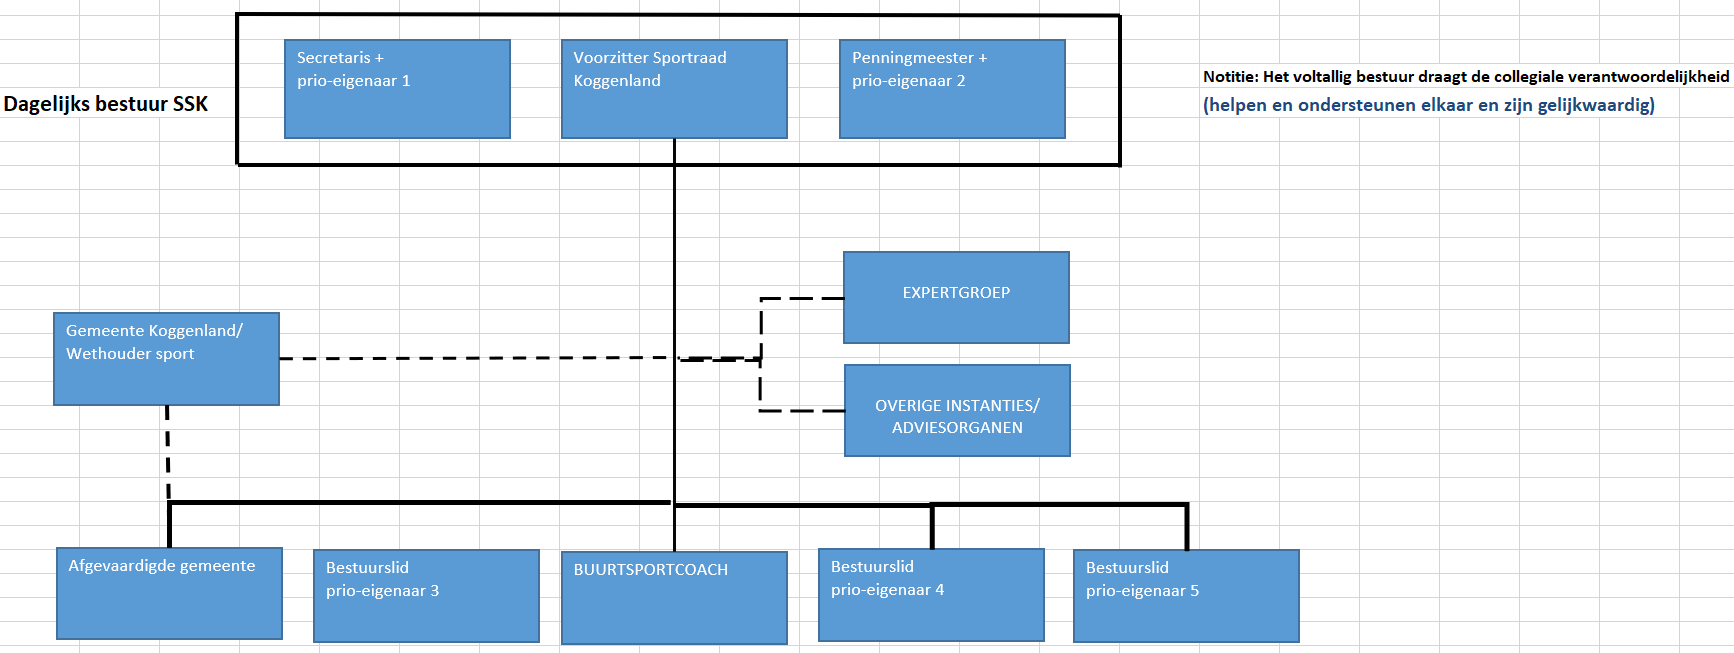 Secretaris +
prio-eigenaar 1
Voorzitter Sportraad
Koggenland
Penningmeester +
prio-eigenaar 2
Dagelijks bestuur SSK
Notitie: Het voltallig bestuur draagt de collegiale verantwoordelijkheid
(helpen en ondersteunen elkaar en zijn gelijkwaardig)
EXPERTGROEP
Gemeente Koggenland/
Wethouder sport
OVERIGE INSTANTIES/
ADVIESORGANEN
Afgevaardigde gemeente
Bestuurslid
prio-eigenaar 3
BUURTSPORTCOACH
Bestuurslid
prio-eigenaar 4
Bestuurslid
prio-eigenaar 5